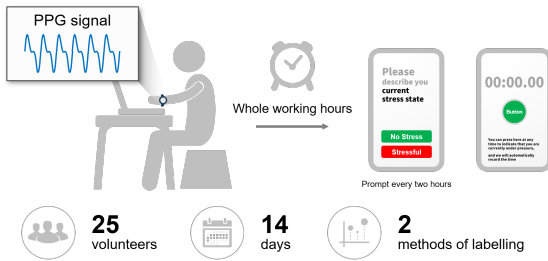 PPG signal
Whole working hours
Please
describe you
current
stress state
No Stress
Stressful
Prompt every two hours
00:00.00
Button
You can press here at any
time to indicate that you are
currently under pressure,
and we will automatically
record the time
25
volunteers
14
days
2
methods of labelling